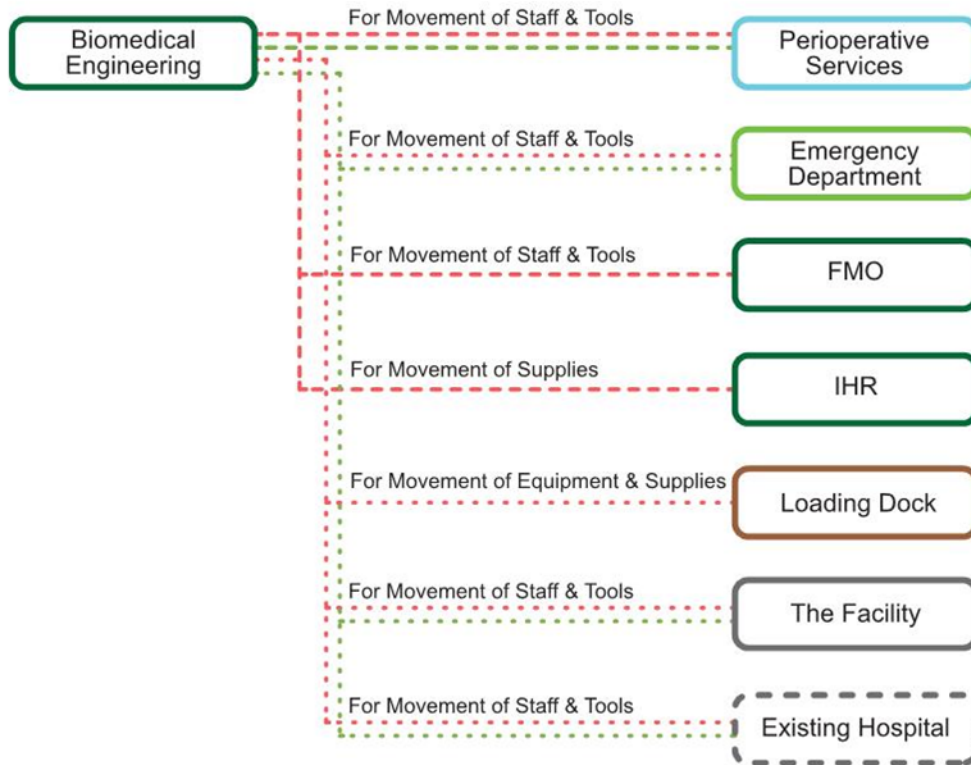 For Movement of Staff & Tools
Biomedical
Engineering
Perioperative
Services
For Movement of Staff & Tools
Emergency
Department
For Movement of Staff & Tools
FMO
For Movement of Supplies
IHR
For Movement of Equipment & Supplies
Loading Dock
For Movement of Staff & Tools
The Facility
For Movement of Staff & Tools
Existing Hospital